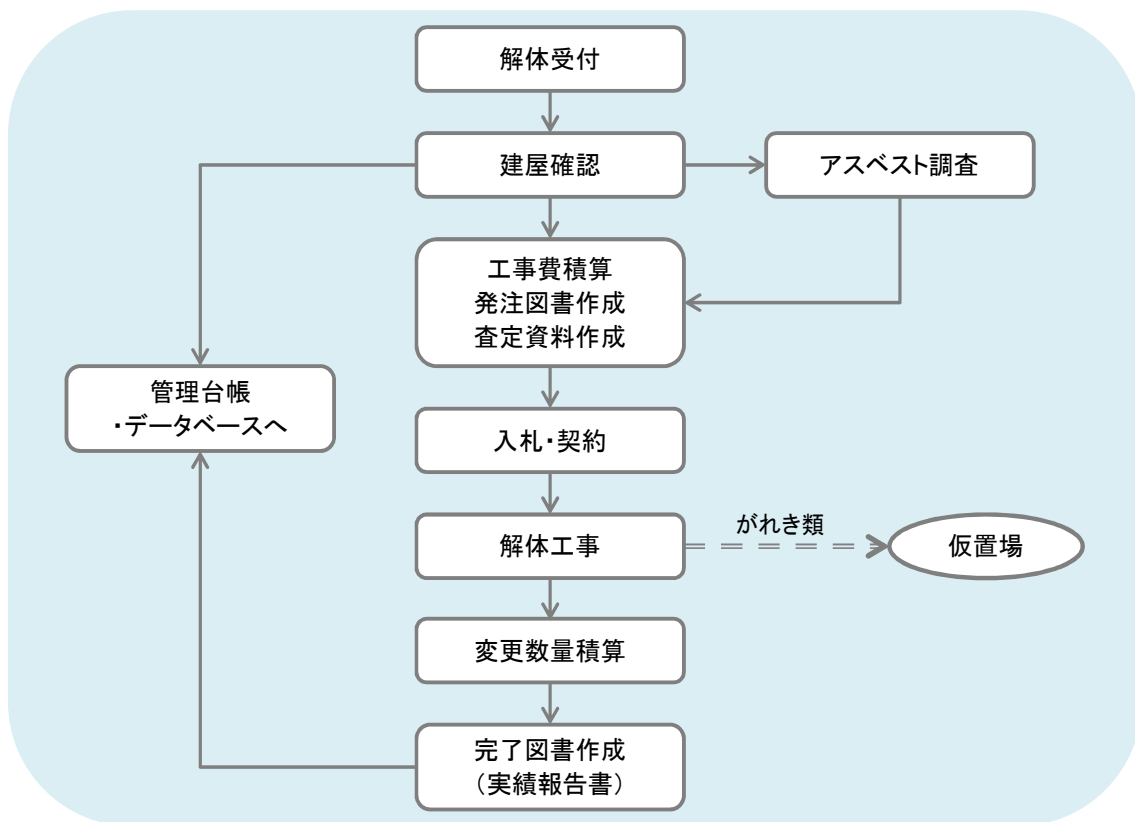 解体受付
建屋確認
アスベスト調査
工事費積算
発注図書作成
査定資料作成
管理台帳
・データベースへ
入札・契約
解体工事
がれき類
仮置場
変更数量積算
完了図書作成
（実績報告書）